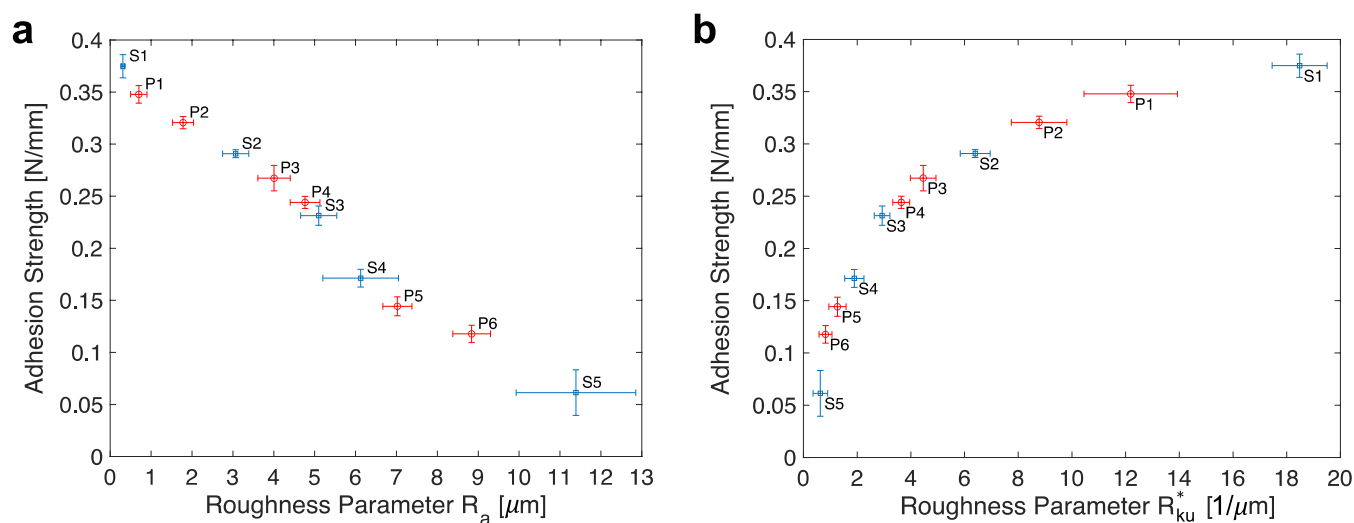 a
0.4
0.35
0.3
0.25
0.2
0.15
0.1
0.05
0
Adhesion Strength [N/mm]
S1
P1
P2
S2
P3
P4
S3
S4
P5
P6
S5
0 1 2 3 4 5 6 7 8 9 10 11 12 13
Roughness Parameter R_a [μm]
b
0.4
0.35
0.3
0.25
0.2
0.15
0.1
0.05
0
Adhesion Strength [N/mm]
S1
P1
P2
S2
P3
P4
S3
S4
P5
P6
S5
0 2 4 6 8 10 12 14 16 18 20
Roughness Parameter R*_ku [1/μm]